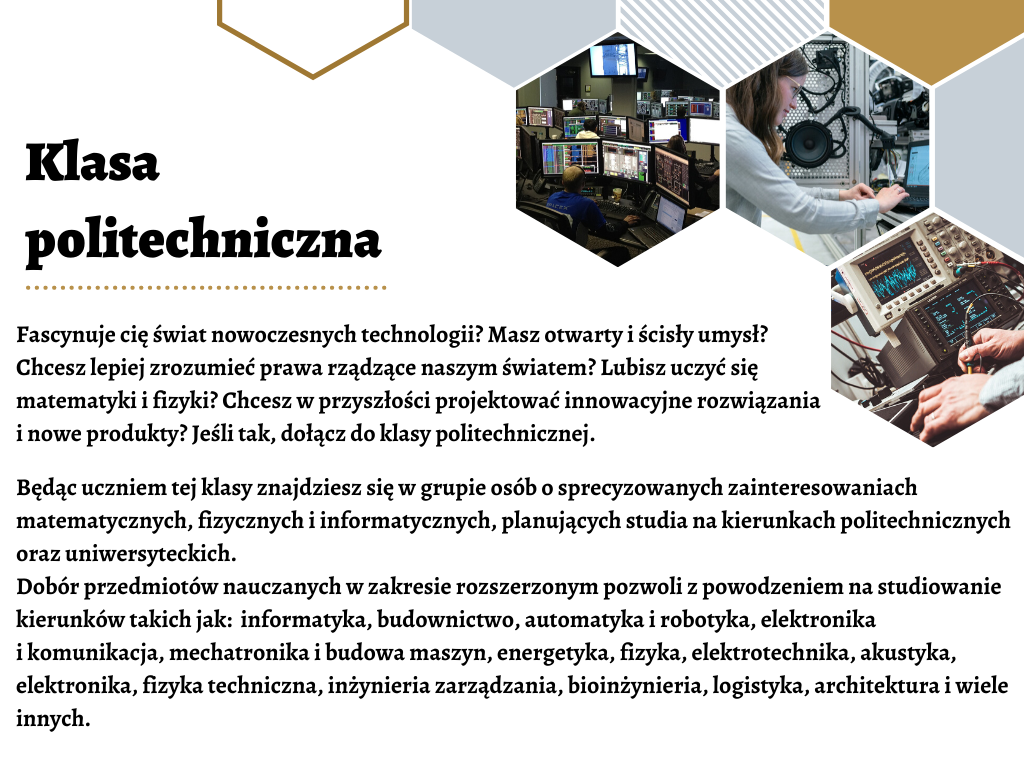 Klasa
politechniczna
Fascynuje cię świat nowoczesnych technologii? Masz otwarty i ścisły umysł?
Chcesz lepiej zrozumieć prawa rządzące naszym światem? Lubisz uczyć się
matematyki i fizyki? Chcesz w przyszłości projektować innowacyjne rozwiązania
i nowe produkty? Jeśli tak, dołącz do klasy politechnicznej.
Będąc uczniem tej klasy znajdziesz się w grupie osób o sprecyzowanych zainteresowaniach
matematycznych, fizycznych i informatycznych, planujących studia na kierunkach politechnicznych
oraz uniwersyteckich.
Dobór przedmiotów nauczanych w zakresie rozszerzonym pozwoli z powodzeniem na studiowanie
kierunków takich jak:  informatyka, budownictwo, automatyka i robotyka, elektronika
i komunikacja, mechatronika i budowa maszyn, energetyka, fizyka, elektrotechnika, akustyka,
elektronika, fizyka techniczna, inżynieria zarządzania, bioinżynieria, logistyka, architektura i wiele
innych.